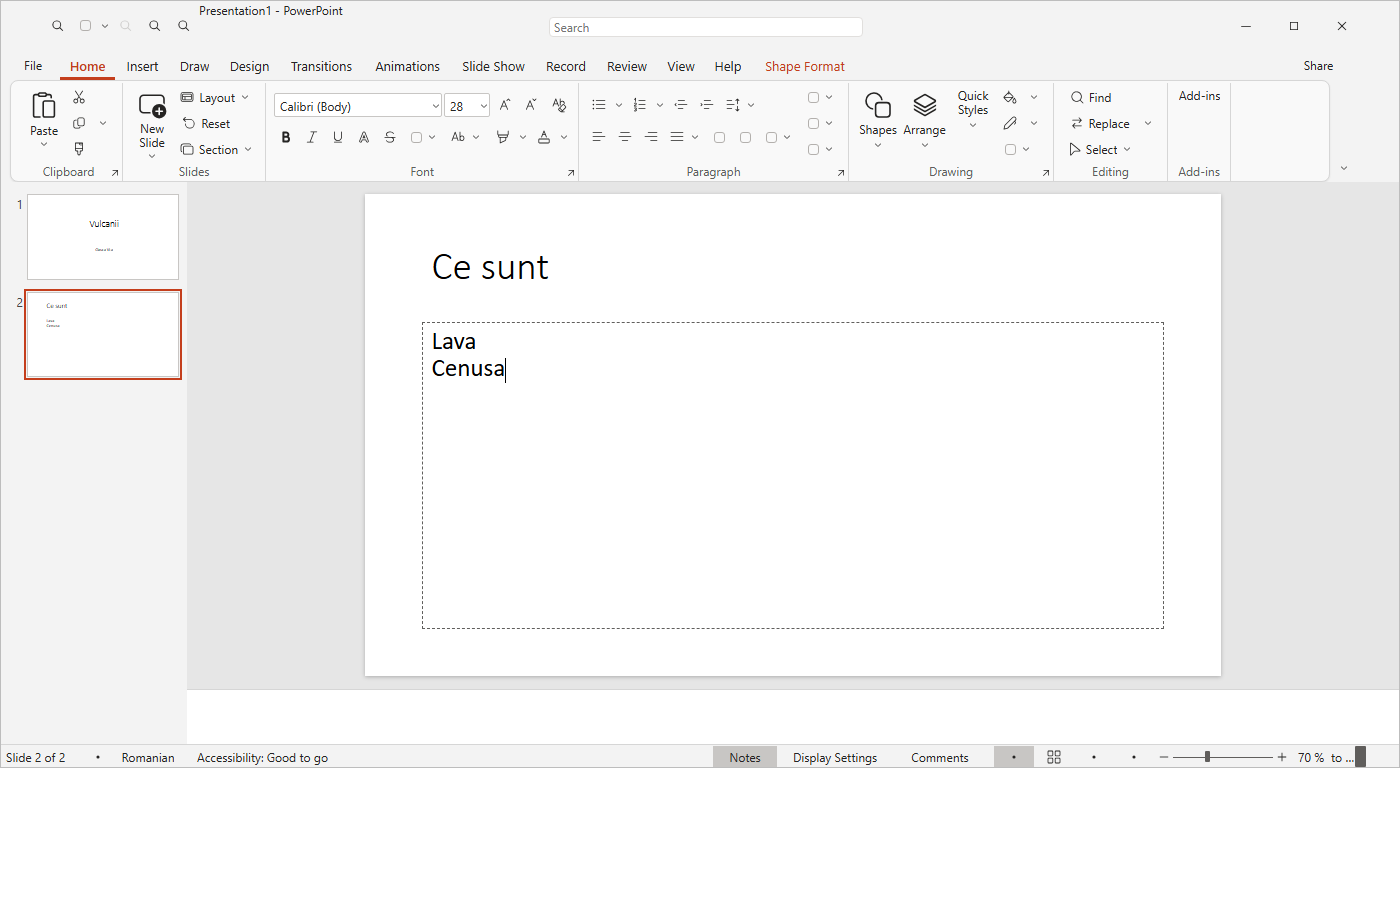 Presentation1 - PowerPoint
Search
File Home Insert Draw Design Transitions Animations Slide Show Record Review View Help Shape Format Share
Paste
Clipboard
New Slide
Layout
Reset
Section
Slides
Calibri (Body) 28
Font
Paragraph
Shapes
Arrange
Quick Styles
Drawing
Find
Replace
Select
Editing
Add-ins
Add-ins
1
Vulcanii
2
Ce sunt
Lava
Cenusa
Ce sunt
Lava
Cenusa
Slide 2 of 2 Romanian Accessibility: Good to go Notes Display Settings Comments 70 % to ...